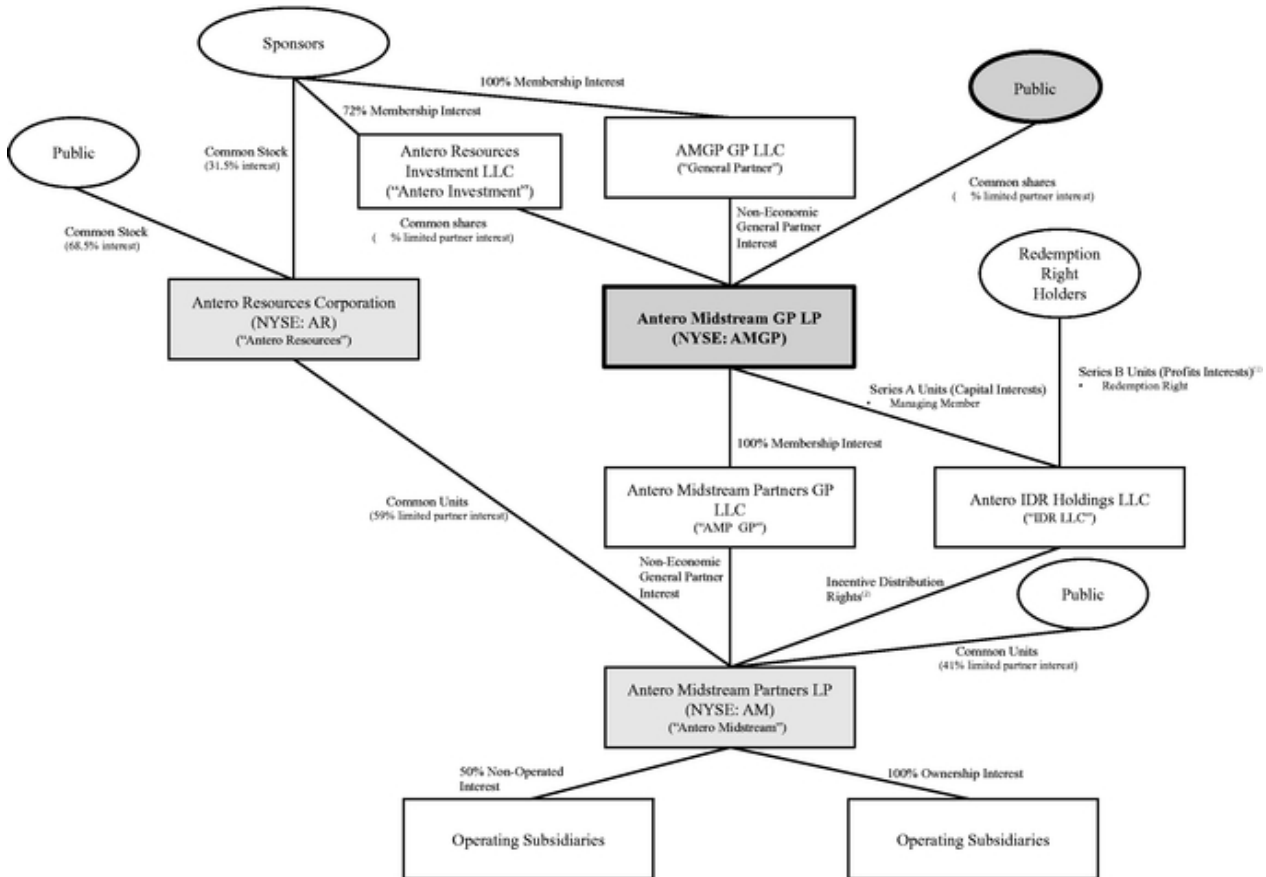 Sponsors
100% Membership Interest
Public
72% Membership Interest
Public
Common Stock
(31.5% interest)
Antero Resources
Investment LLC
("Antero Investment")
AMGP GP LLC
("General Partner")
Common shares
( % limited partner interest)
Common Stock
(68.5% interest)
Common shares
( % limited partner interest)
Non-Economic
General Partner
Interest
Redemption
Right
Holders
Antero Resources Corporation
(NYSE: AR)
("Antero Resources")
Antero Midstream GP LP
(NYSE: AMGP)
Series A Units (Capital Interests)
• Managing Member
Series B Units (Profits Interests)(1)
• Redemption Right
100% Membership Interest
Common Units
(59% limited partner interest)
Antero Midstream Partners GP
LLC
("AMP GP")
Antero IDR Holdings LLC
("IDR LLC")
Non-Economic
General Partner
Interest
Incentive Distribution
Rights(2)
Public
Common Units
(41% limited partner interest)
Antero Midstream Partners LP
(NYSE: AM)
("Antero Midstream")
50% Non-Operated
Interest
100% Ownership Interest
Operating Subsidiaries
Operating Subsidiaries